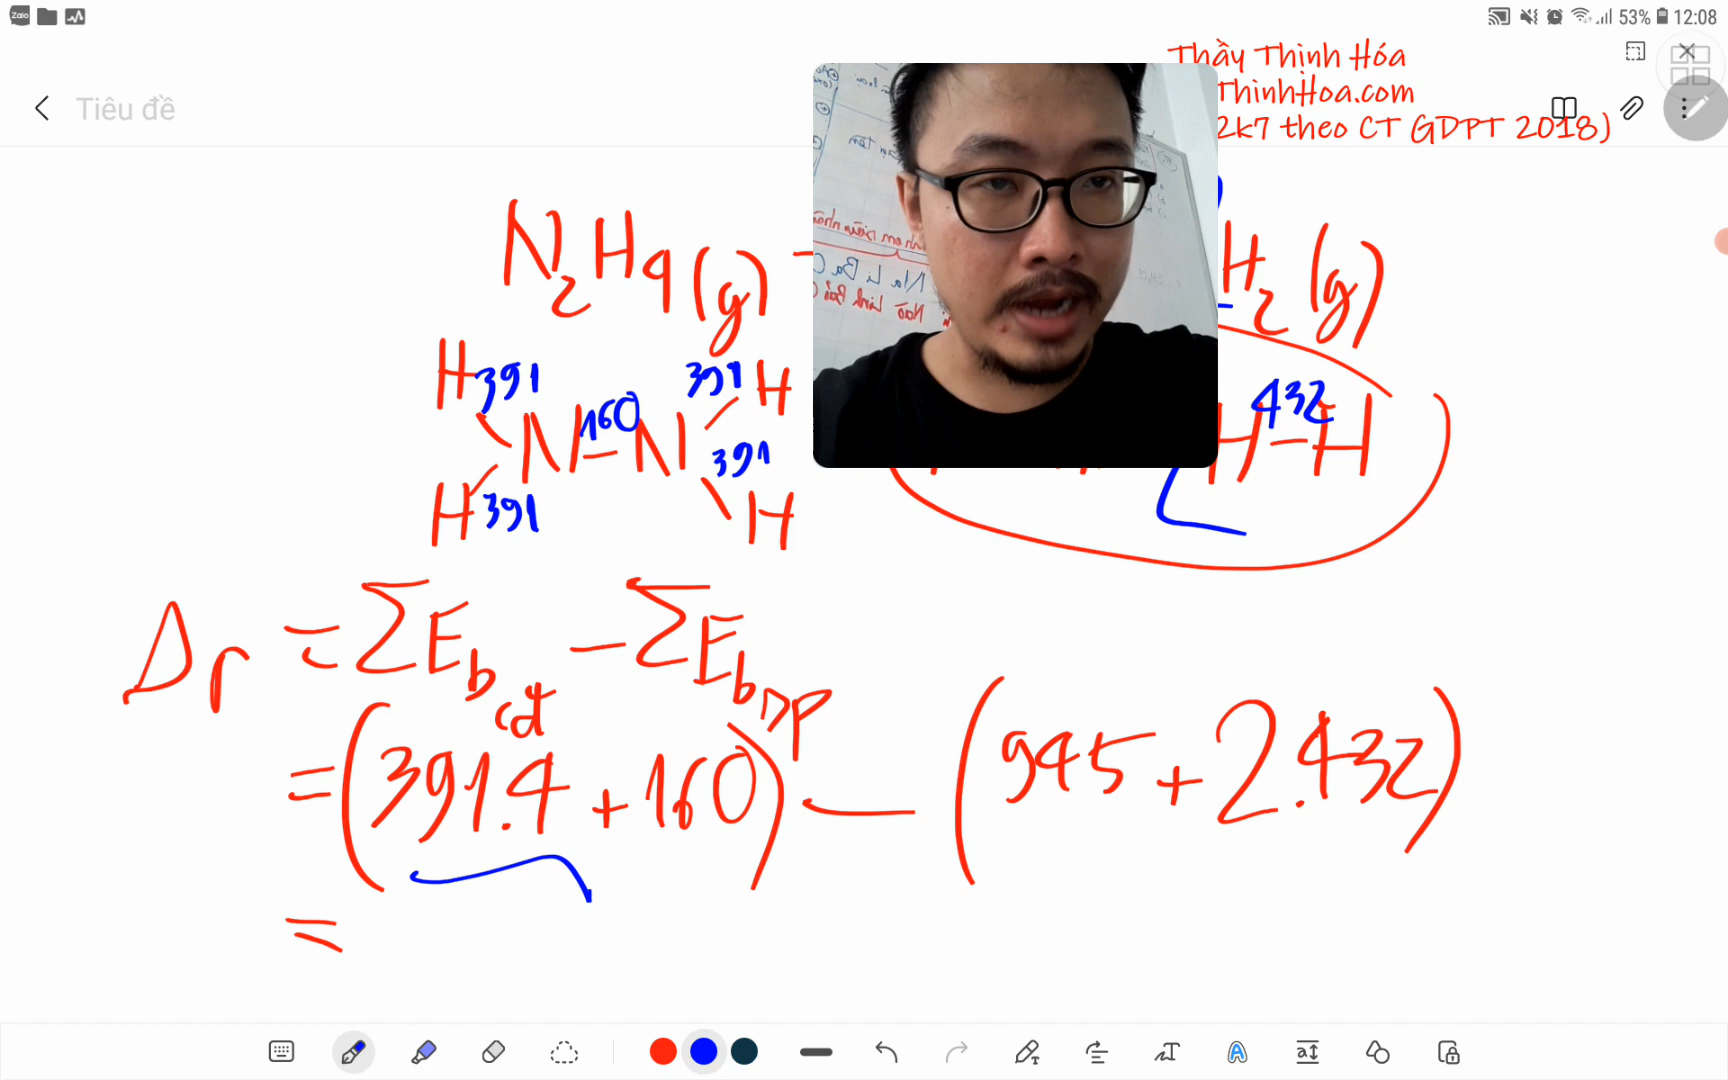 Zalo
53% 12:08
Thầy Thịnh Hóa
Tiêu đề
ThinhHoa.com
2k7 theo CT GDPT 2018)
N2H4(g) - H2(g)
H 391 391 H
N 160 N
391
H 391 H
432
H-H
Δr = ΣEb cđ - ΣEb sp
= (391.4 + 160) - (945 + 2.432)
=